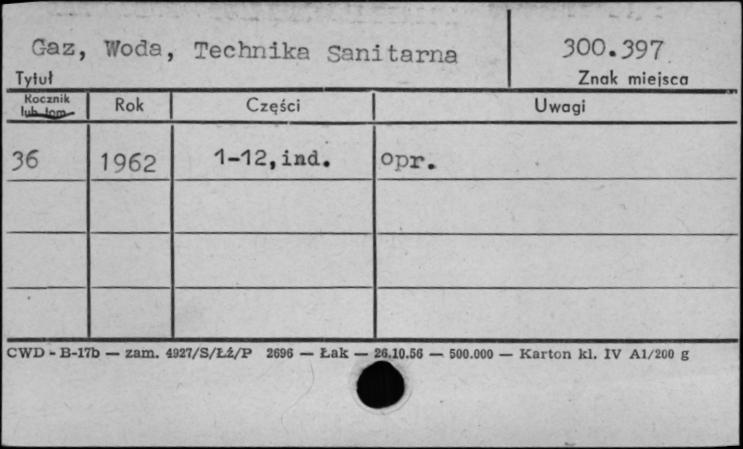 Gaz, Woda, Technika Sanitarna
300.397
Tytuł
Znak miejsca
Rocznik
lub tom
Rok
Części
Uwagi
36
1962
1-12, ind.
opr.
CWD - B-17b — zam. 4927/S/ŁŻ/P 2696 — Łak — 26.10.56 — 500.000 — Karton kl. IV A1/200 g